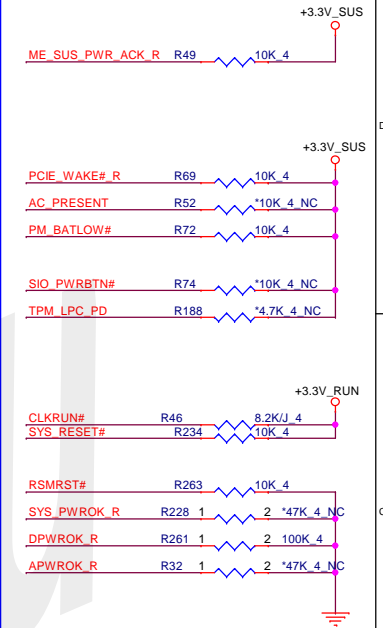 +3.3V_SUS
ME_SUS_PWR_ACK_R R49 10K_4
+3.3V_SUS
D
PCIE_WAKE#_R R69 10K_4
AC_PRESENT R52 *10K_4_NC
PM_BATLOW# R72 10K_4
SIO_PWRBTN# R74 *10K_4_NC
TPM_LPC_PD R188 *4.7K_4_NC
+3.3V_RUN
CLKRUN# R46 8.2K/J_4
SYS_RESET# R234 10K_4
RSMRST# R263 10K_4
SYS_PWROK_R R228 1 2 *47K_4_NC
C
DPWROK_R R261 1 2 100K_4
APWROK_R R32 1 2 *47K_4_NC